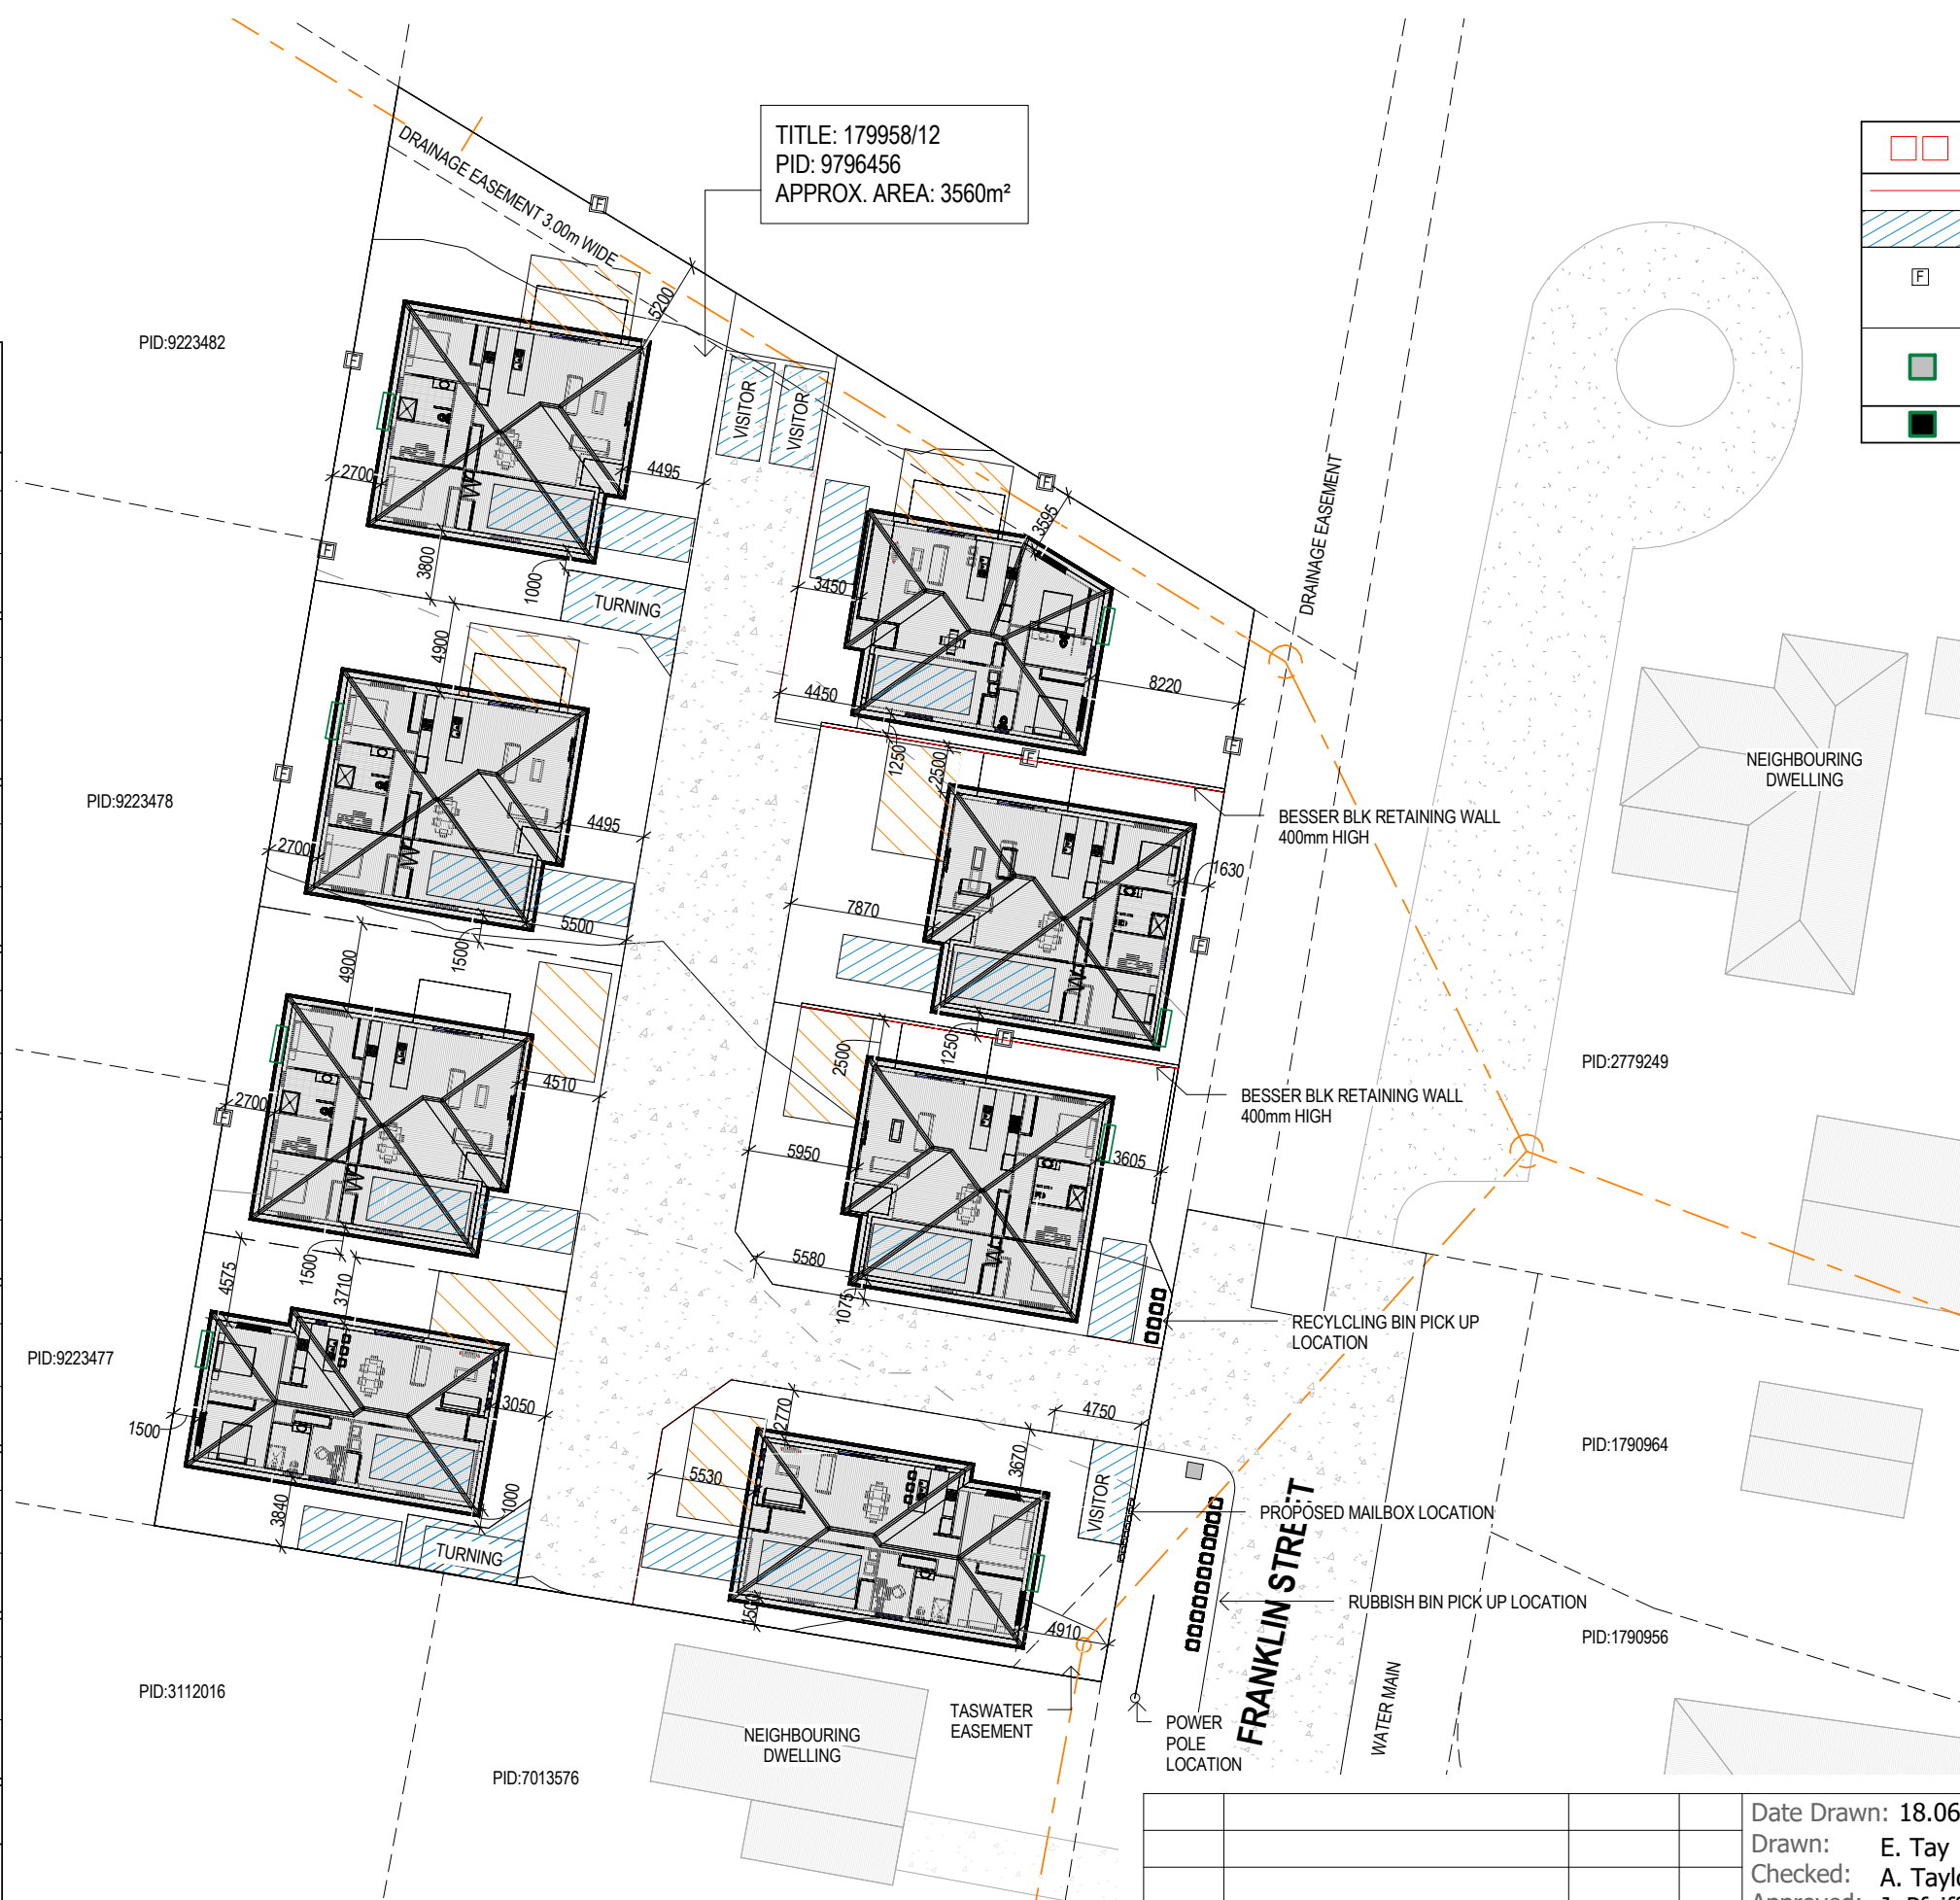 TITLE: 179958/12
PID: 9796456
APPROX. AREA: 3560m²
DRAINAGE EASEMENT 3.00m WIDE
F
5200
F
PID:9223482
F
VISITOR
VISITOR
2700
4495
F
DRAINAGE EASEMENT
3595
F
3800
1000
TURNING
3450
4900
4450
8220
F
F
NEIGHBOURING
DWELLING
1250
2500
F
PID:9223478
BESSER BLK RETAINING WALL
400mm HIGH
4495
2700
1630
7870
5500
1500
F
4900
2500
1250
F
PID:2779249
4510
2700
F
BESSER BLK RETAINING WALL
400mm HIGH
5950
3605
5580
1500
4575
3710
1075
RECYLCLING BIN PICK UP
LOCATION
PID:9223477
3050
1500
2770
4750
3670
PID:1790964
5530
3840
1000
VISITOR
PROPOSED MAILBOX LOCATION
TURNING
FRANKLIN STREET
RUBBISH BIN PICK UP LOCATION
4910
PID:1790956
PID:3112016
TASWATER
EASEMENT
POWER
POLE
LOCATION
WATER MAIN
NEIGHBOURING
DWELLING
PID:7013576
Date Drawn: 18.06
Drawn: E. Tay
Checked: A. Tayl
Approved: